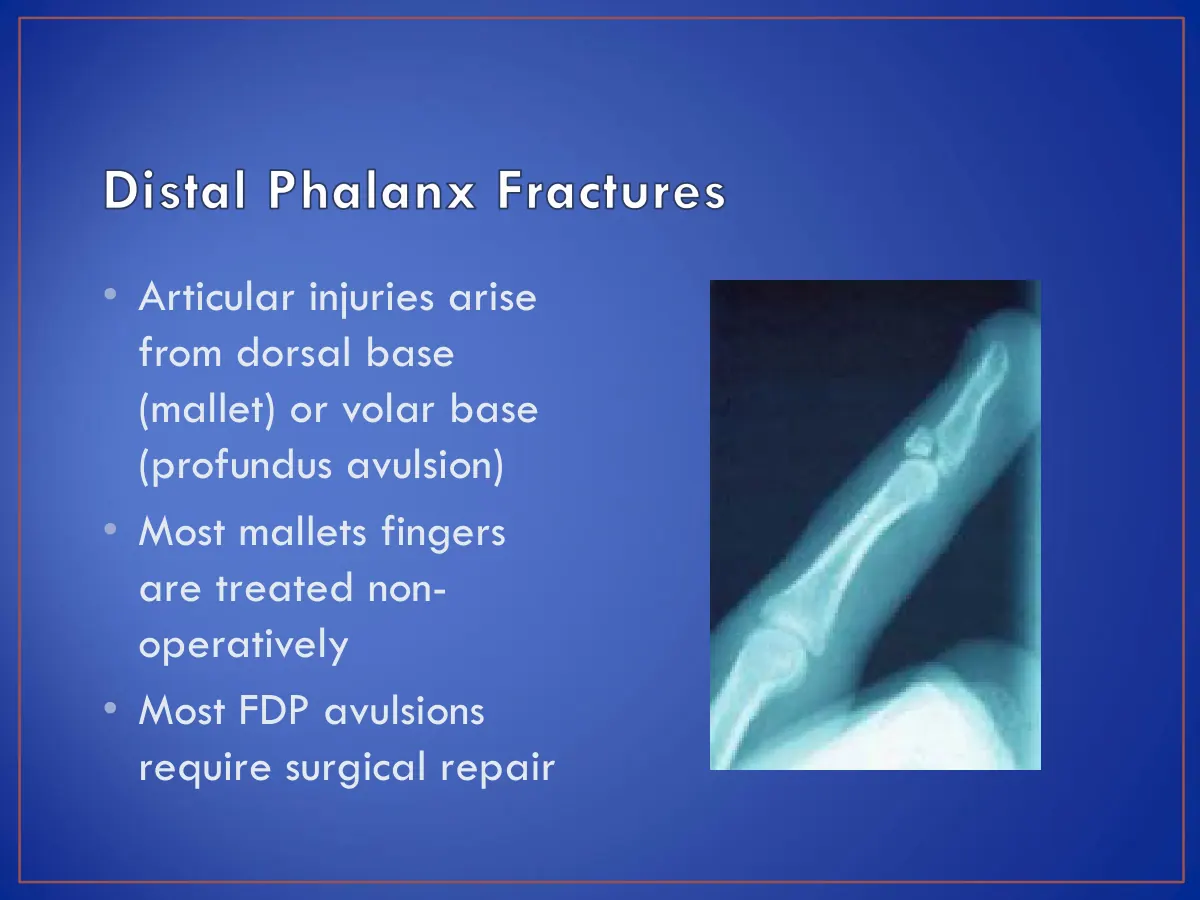 Distal Phalanx Fractures
• Articular injuries arise
from dorsal base
(mallet) or volar base
(profundus avulsion)
• Most mallets fingers
are treated non-
operatively
• Most FDP avulsions
require surgical repair